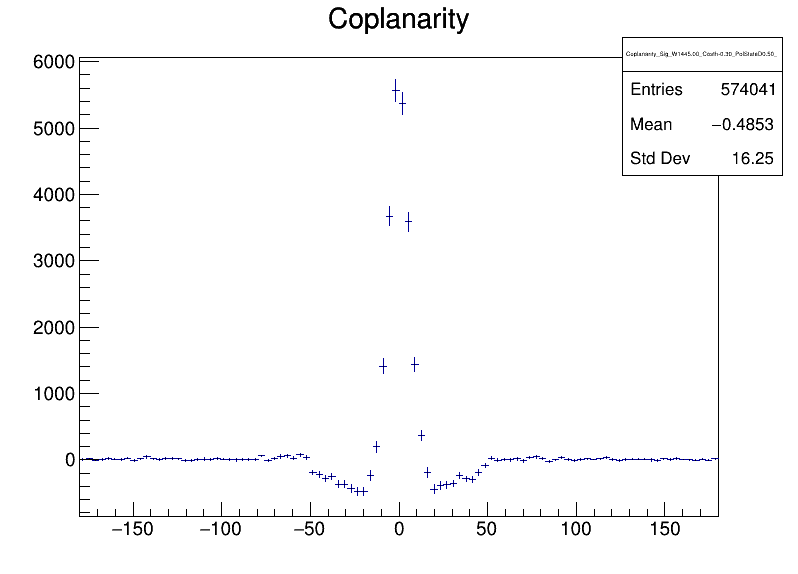 Coplanarity
Coplanarity_Sig_W1445.00_Costh-0.30_PolStateD0.50_
Entries 574041
Mean −0.4853
Std Dev 16.25
6000
5000
4000
3000
2000
1000
0
−150 −100 −50 0 50 100 150